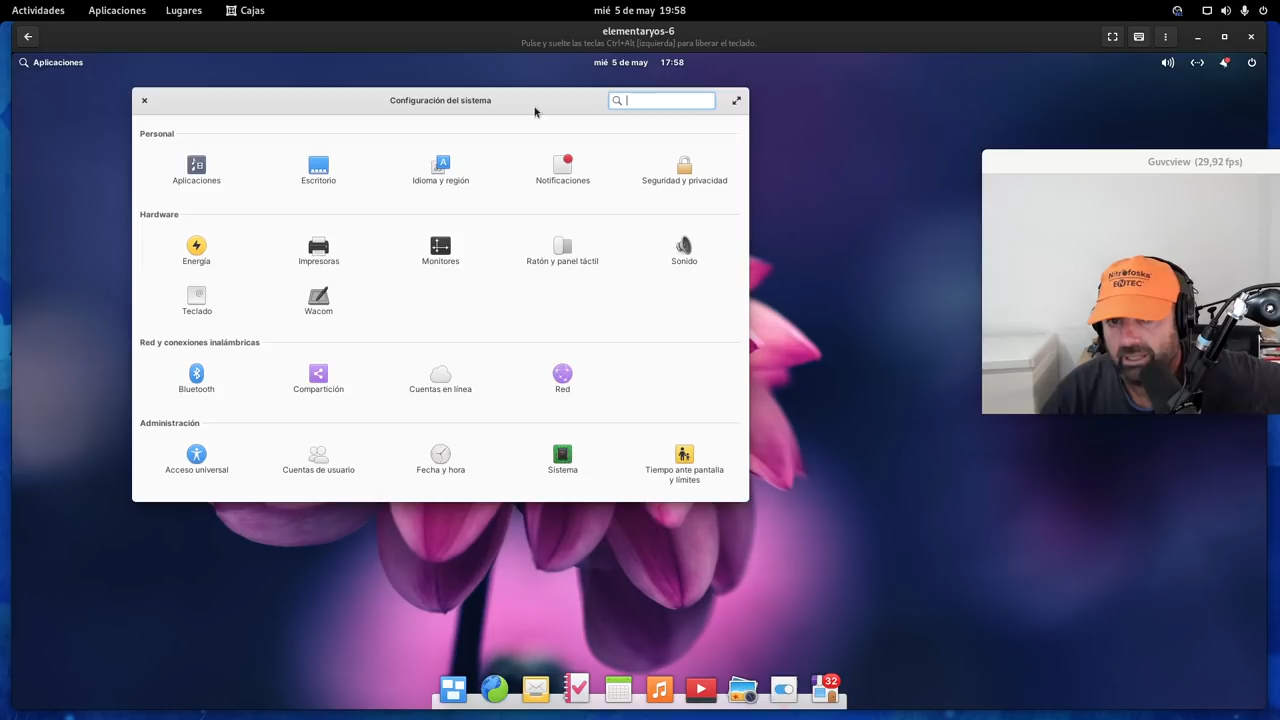 Actividades
Aplicaciones
Lugares
Cajas
mié 5 de may 19:58
elementaryos-6
Pulse y suelte las teclas Ctrl+Alt [izquierda] para liberar el teclado.
Aplicaciones
mié 5 de may 17:58
Configuración del sistema
Personal
Aplicaciones
Escritorio
Idioma y región
Notificaciones
Seguridad y privacidad
Hardware
Energía
Impresoras
Monitores
Ratón y panel táctil
Sonido
Teclado
Wacom
Red y conexiones inalámbricas
Bluetooth
Compartición
Cuentas en línea
Red
Administración
Acceso universal
Cuentas de usuario
Fecha y hora
Sistema
Tiempo ante pantalla
y límites
Guvcview (29,92 fps)
Nitrofoska
ENTEC
32